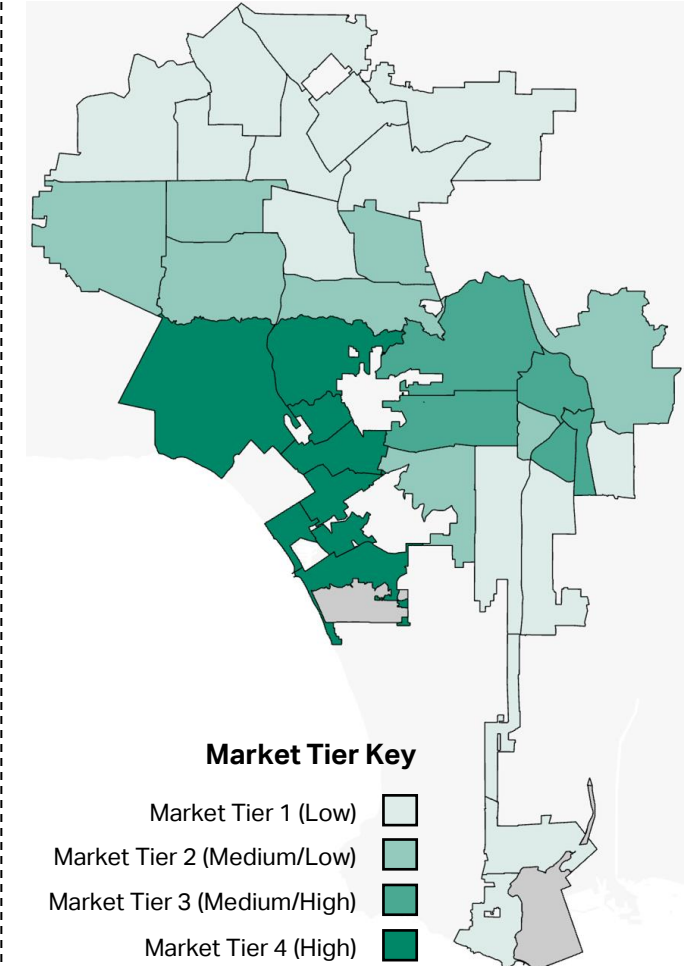 Market Tier Key
Market Tier 1 (Low)
Market Tier 2 (Medium/Low)
Market Tier 3 (Medium/High)
Market Tier 4 (High)